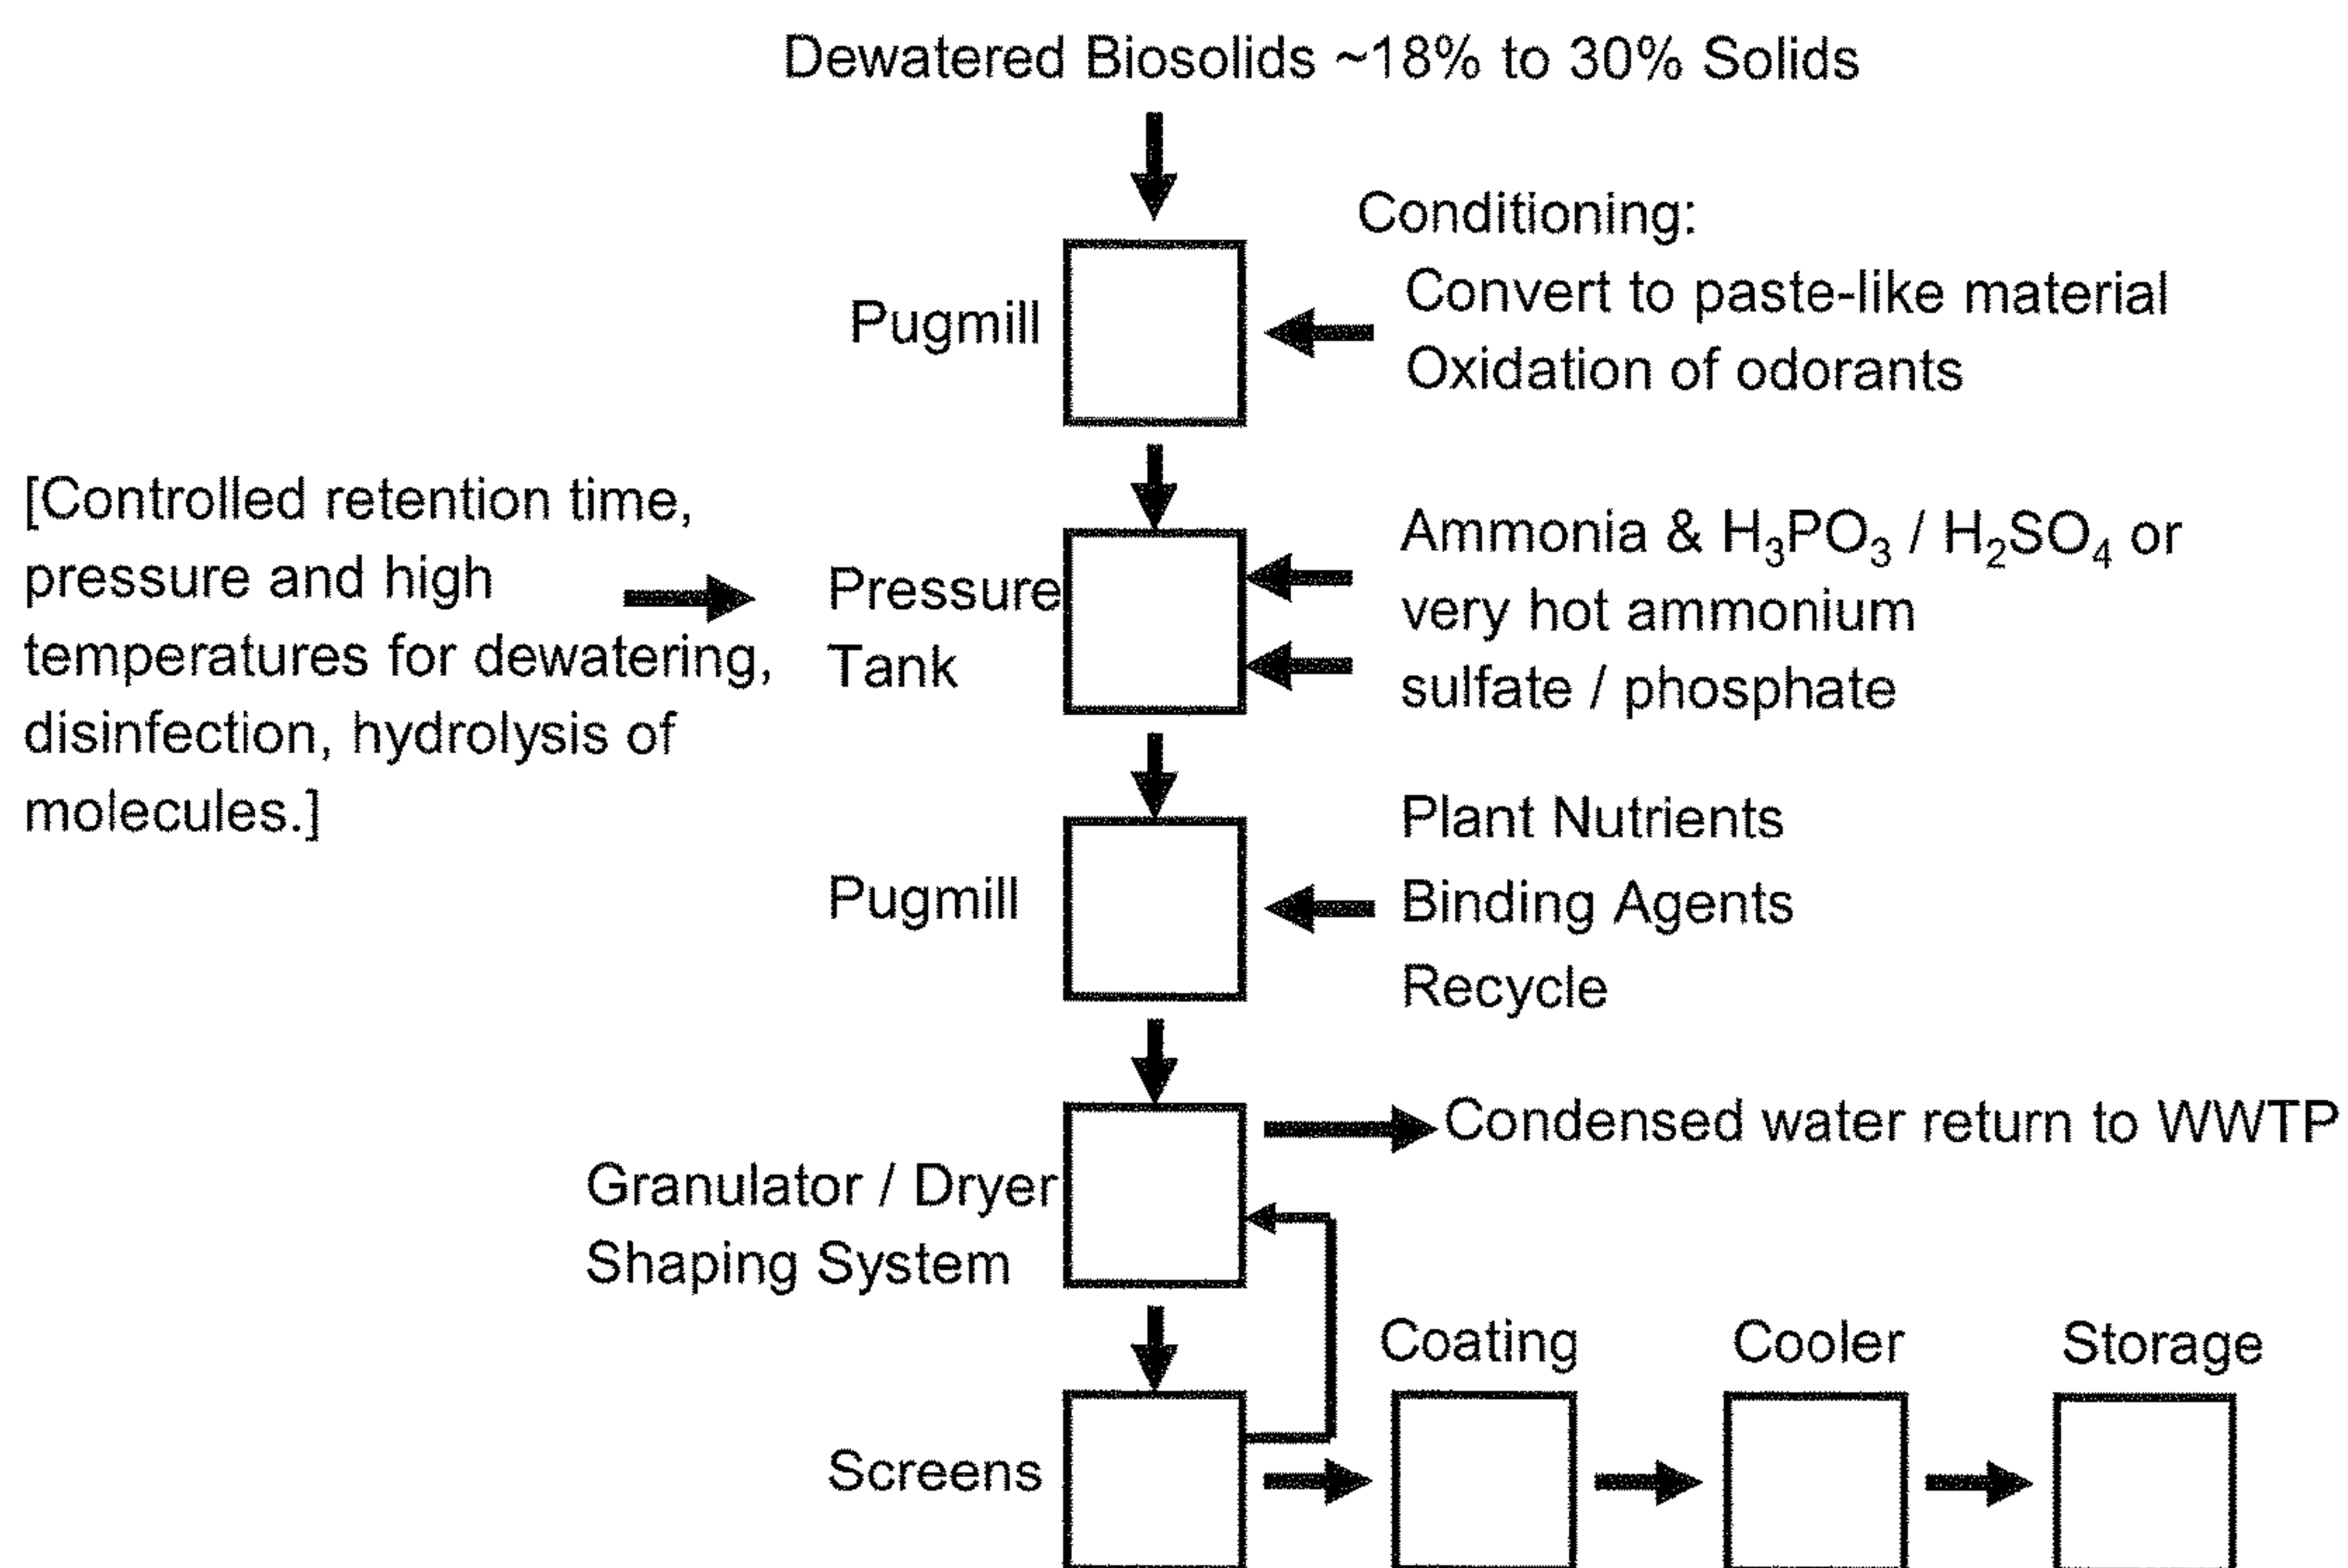 Dewatered Biosolids ~18% to 30% Solids
Conditioning:
Convert to paste-like material
Oxidation of odorants
Pugmill
[Controlled retention time,
pressure and high
temperatures for dewatering,
disinfection, hydrolysis of
molecules.]
Pressure
Tank
Ammonia & H₃PO₃ / H₂SO₄ or
very hot ammonium
sulfate / phosphate
Pugmill
Plant Nutrients
Binding Agents
Recycle
Granulator / Dryer
Shaping System
Condensed water return to WWTP
Screens
Coating
Cooler
Storage